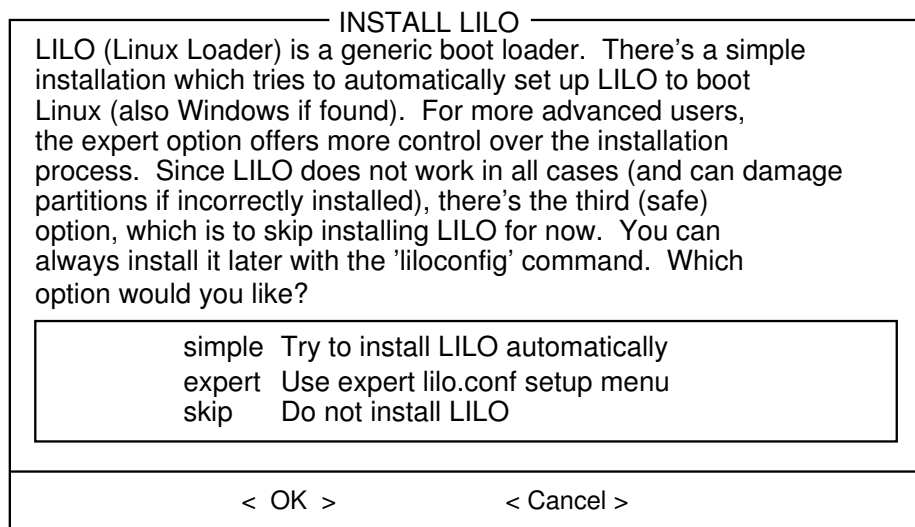 INSTALL LILO
LILO (Linux Loader) is a generic boot loader.  There's a simple
installation which tries to automatically set up LILO to boot
Linux (also Windows if found).  For more advanced users,
the expert option offers more control over the installation
process.  Since LILO does not work in all cases (and can damage
partitions if incorrectly installed), there's the third (safe)
option, which is to skip installing LILO for now.  You can
always install it later with the 'liloconfig' command.  Which
option would you like?
simple  Try to install LILO automatically
expert  Use expert lilo.conf setup menu
skip  Do not install LILO
<  OK  >  < Cancel >